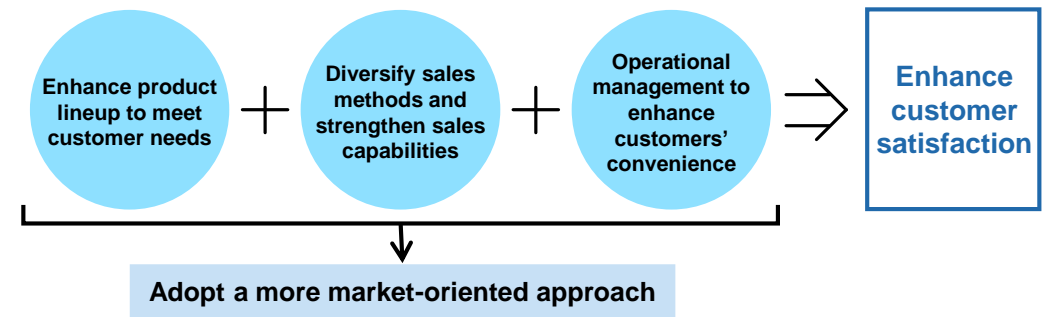 Enhance product
lineup to meet
customer needs
Diversify sales
methods and
strengthen sales
capabilities
Operational
management to
enhance
customers’
convenience
Enhance
customer
satisfaction
Adopt a more market-oriented approach